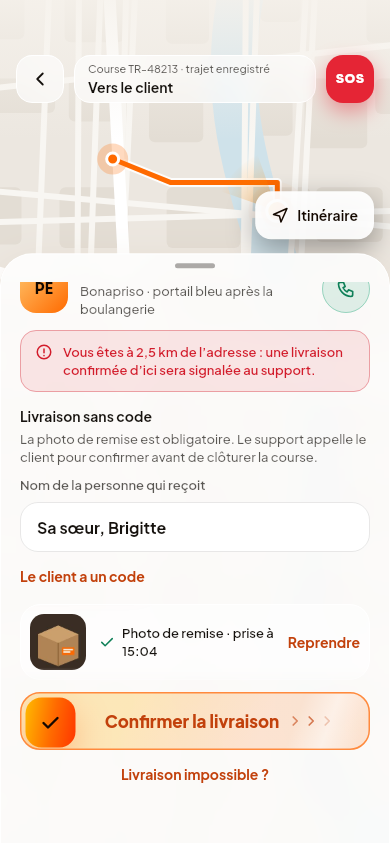 Course TR-48213 · trajet enregistré
Vers le client
SOS
Itinéraire
PE
Bonapriso · portail bleu après la
boulangerie
Vous êtes à 2,5 km de l'adresse : une livraison
confirmée d'ici sera signalée au support.
Livraison sans code
La photo de remise est obligatoire. Le support appelle le
client pour confirmer avant de clôturer la course.
Nom de la personne qui reçoit
Sa sœur, Brigitte
Le client a un code
Photo de remise · prise à
15:04
Reprendre
Confirmer la livraison
Livraison impossible ?